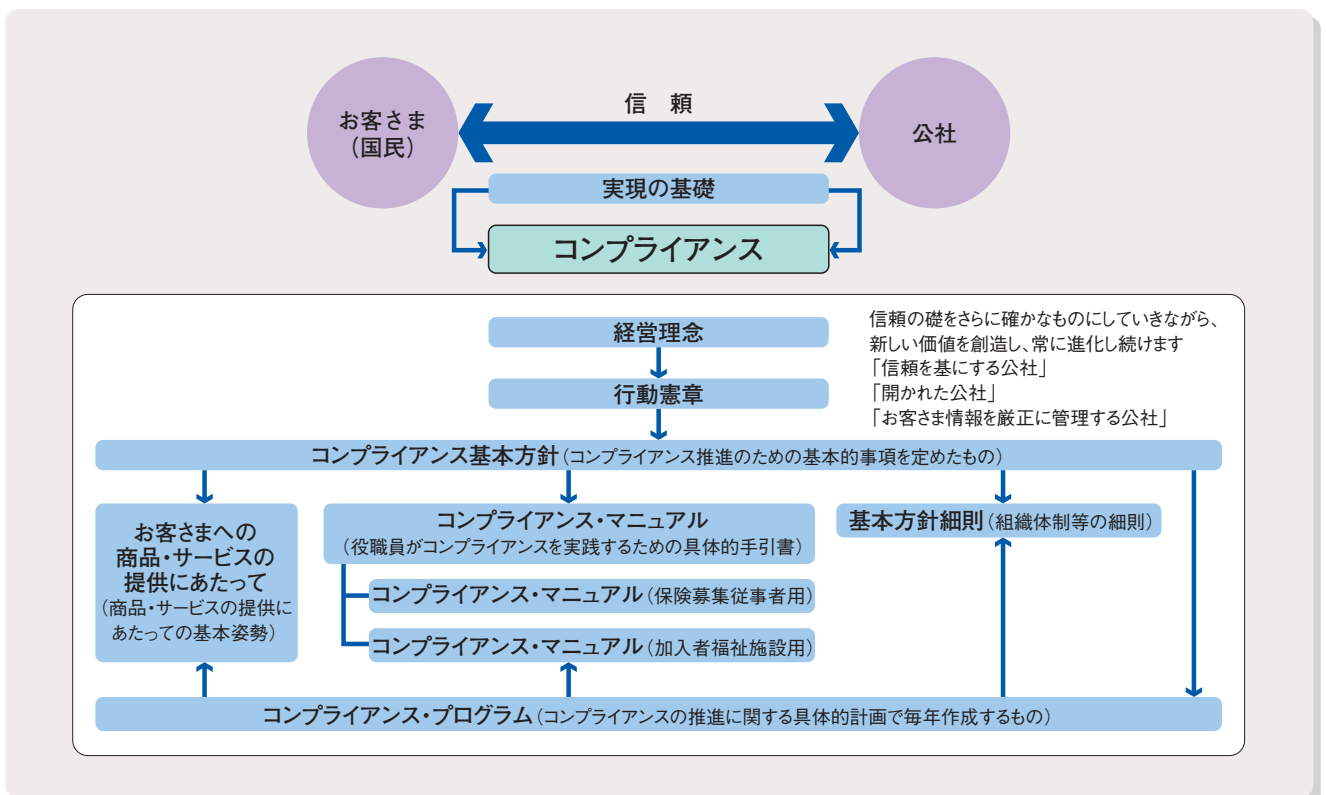 お客さま
（国民）
信　頼
公社
実現の基礎
コンプライアンス
経営理念
行動憲章
信頼の礎をさらに確かなものにしていきながら、
新しい価値を創造し、常に進化し続けます
「信頼を基にする公社」
「開かれた公社」
「お客さま情報を厳正に管理する公社」
コンプライアンス基本方針（コンプライアンス推進のための基本的事項を定めたもの）
お客さまへの
商品・サービスの
提供にあたって
（商品・サービスの提供に
あたっての基本姿勢）
コンプライアンス・マニュアル
（役職員がコンプライアンスを実践するための具体的手引書）
コンプライアンス・マニュアル（保険募集従事者用）
コンプライアンス・マニュアル（加入者福祉施設用）
基本方針細則（組織体制等の細則）
コンプライアンス・プログラム（コンプライアンスの推進に関する具体的計画で毎年作成するもの）